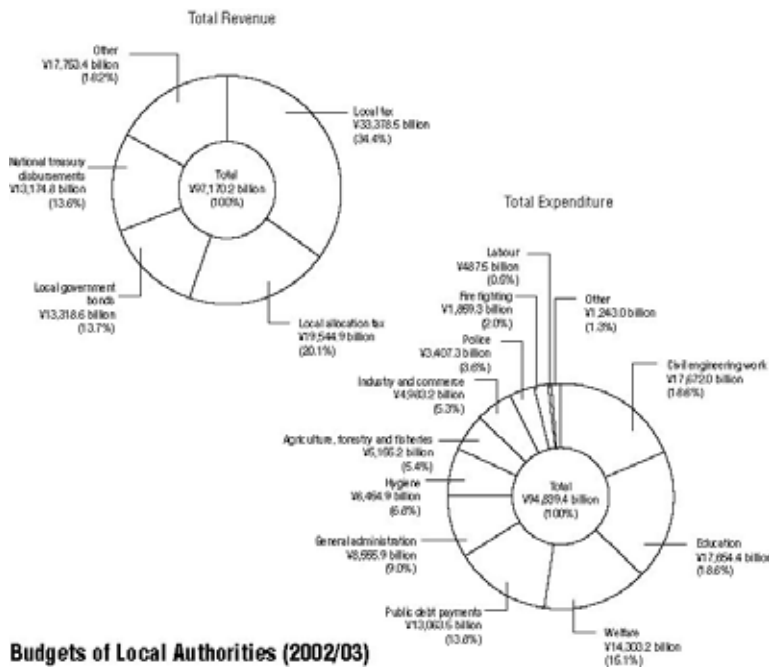 Total Revenue
Other
¥17,753.4 billion
(18.2%)
Local tax
¥33,378.5 billion
(34.4%)
National treasury
disbursements
¥13,174.8 billion
(13.6%)
Total
¥97,170.2 billion
(100%)
Local government
bonds
¥13,318.6 billion
(13.7%)
Local allocation tax
¥19,544.9 billion
(20.1%)
Total Expenditure
Labour
¥487.5 billion
(0.5%)
Fire fighting
¥1,859.3 billion
(2.0%)
Other
¥1,243.0 billion
(1.3%)
Police
¥3,407.3 billion
(3.6%)
Civil engineering work
¥17,672.0 billion
(18.6%)
Industry and commerce
¥4,983.2 billion
(5.3%)
Agriculture, forestry and fisheries
¥5,155.2 billion
(5.4%)
Hygiene
¥6,464.9 billion
(6.8%)
Total
¥94,839.4 billion
(100%)
General administration
¥8,555.9 billion
(9.0%)
Education
¥17,654.4 billion
(18.6%)
Public debt payments
¥13,063.5 billion
(13.8%)
Welfare
¥14,303.2 billion
(15.1%)
Budgets of Local Authorities (2002/03)